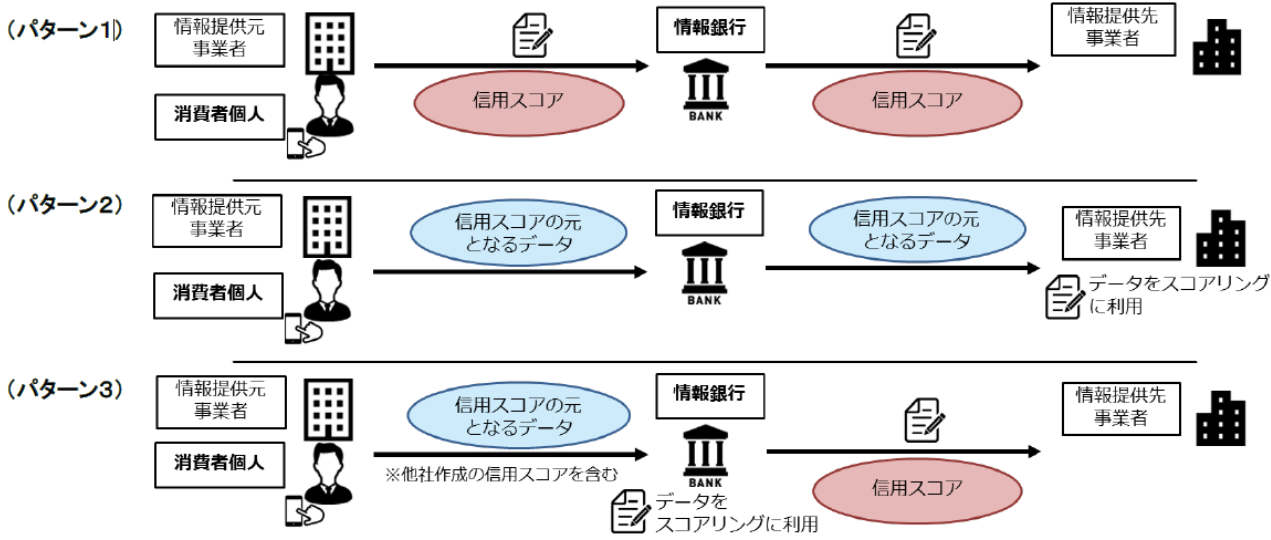 (パターン1)
情報提供元
事業者
消費者個人
信用スコア
情報銀行
BANK
信用スコア
情報提供先
事業者
(パターン2)
情報提供元
事業者
消費者個人
信用スコアの元
となるデータ
情報銀行
BANK
信用スコアの元
となるデータ
情報提供先
事業者
データをスコアリング
に利用
(パターン3)
情報提供元
事業者
消費者個人
信用スコアの元
となるデータ
※他社作成の信用スコアを含む
情報銀行
BANK
データを
スコアリングに利用
信用スコア
情報提供先
事業者